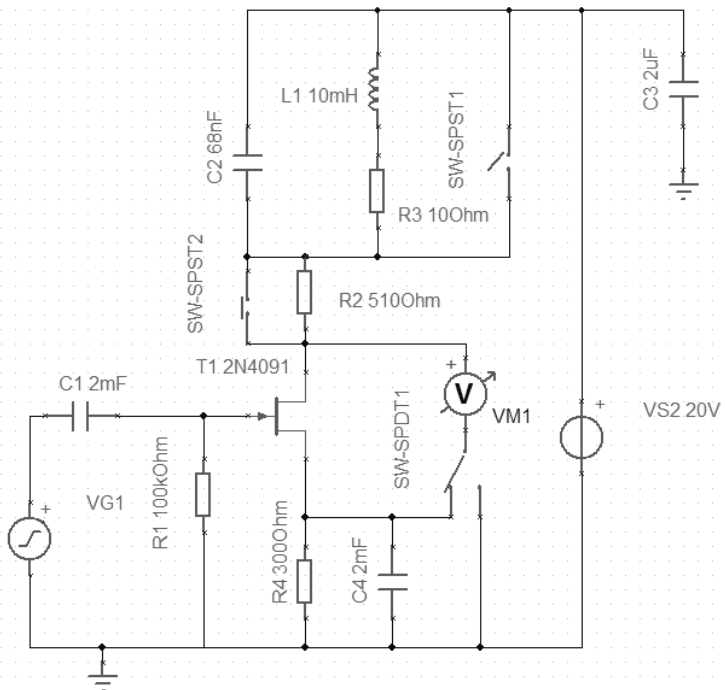 L1 10mH
C3 2uF
C2 68nF
SW-SPST1
R3 10Ohm
SW-SPST2
R2 510Ohm
T1 2N4091
C1 2mF
+
V
VM1
SW-SPDT1
+
VS2 20V
VG1
+
R1 100kOhm
R4 300Ohm
C4 2mF